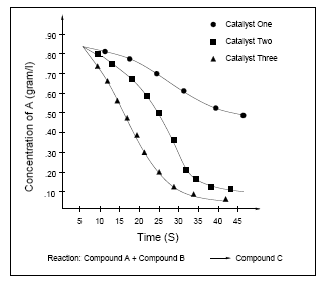 Catalyst One
Catalyst Two
Catalyst Three
Concentration of A (gram/l)
.90
.80
.70
.60
.50
.40
.30
.20
.10
5 10 15 20 25 30 35 40 45
Time (S)
Reaction: Compound A + Compound B → Compound C